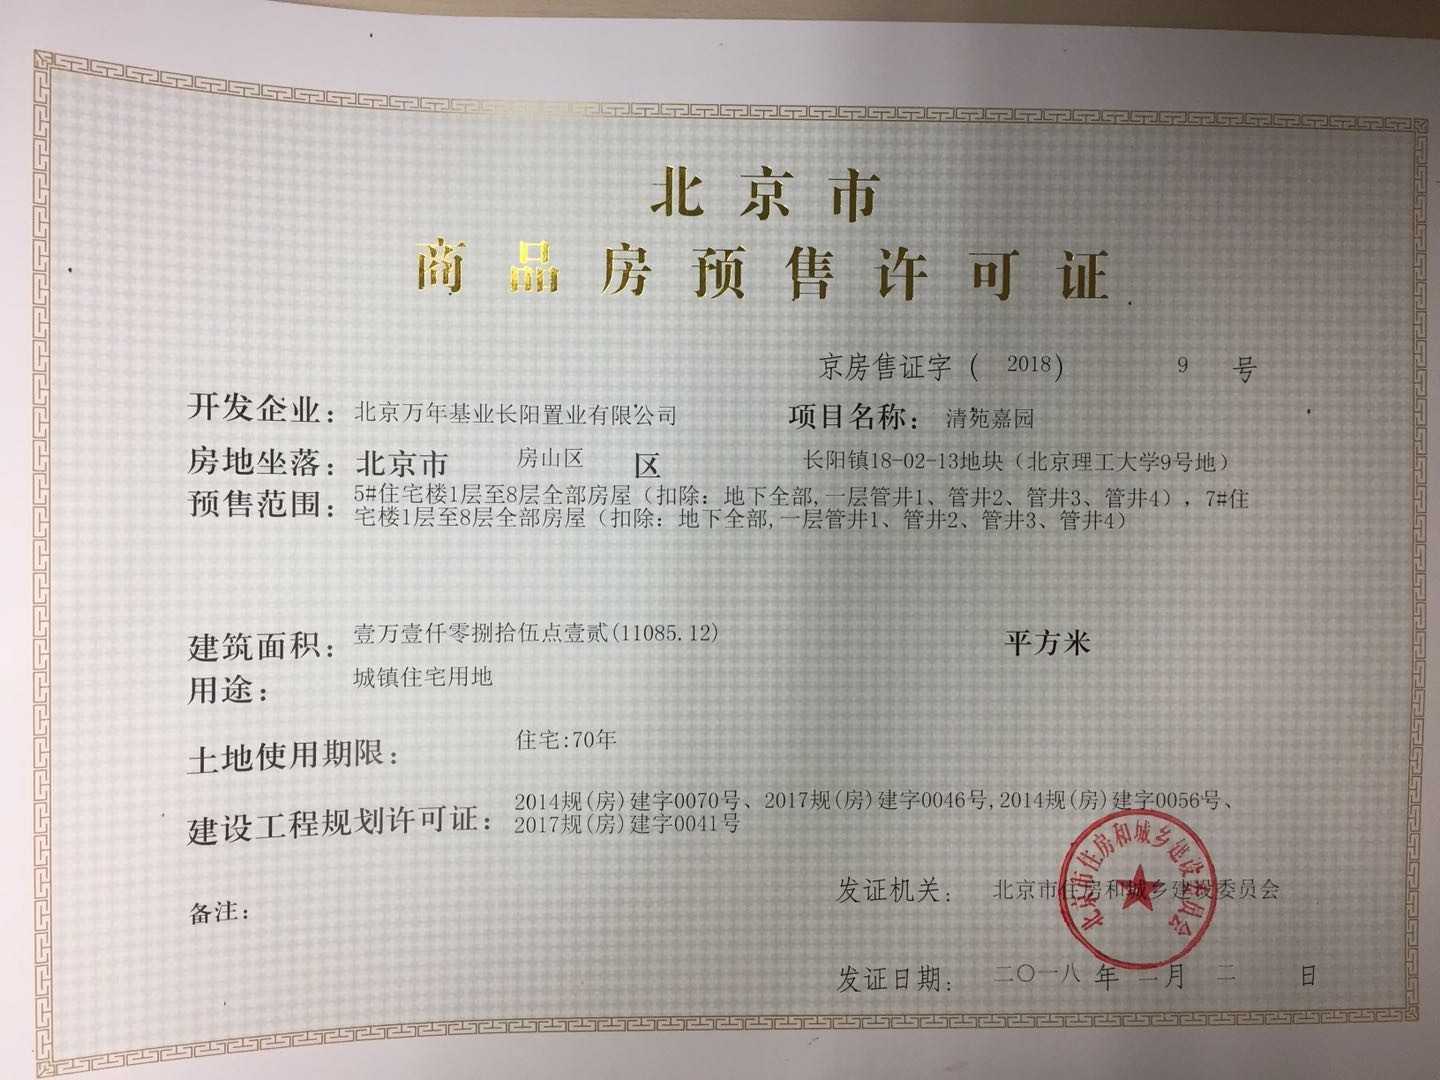 北京市
商品房预售许可证
京房售证字（2018）9号
开发企业：北京万年基业长阳置业有限公司 项目名称：清苑嘉园
房地坐落：北京市 房山区 区 长阳镇18-02-13地块（北京理工大学9号地）
预售范围：5#住宅楼1层至8层全部房屋（扣除：地下全部,一层管井1、管井2、管井3、管井4），7#住
宅楼1层至8层全部房屋（扣除：地下全部,一层管井1、管井2、管井3、管井4）
建筑面积：壹万壹仟零捌拾伍点壹贰(11085.12) 平方米
用途：城镇住宅用地
土地使用期限：住宅:70年
建设工程规划许可证：2014规(房)建字0070号、2017规(房)建字0046号,2014规(房)建字0056号、
2017规(房)建字0041号
备注：
发证机关：北京市住房和城乡建设委员会
北京市住房和城乡建设委员会
发证日期：二〇一八年 月 二 日